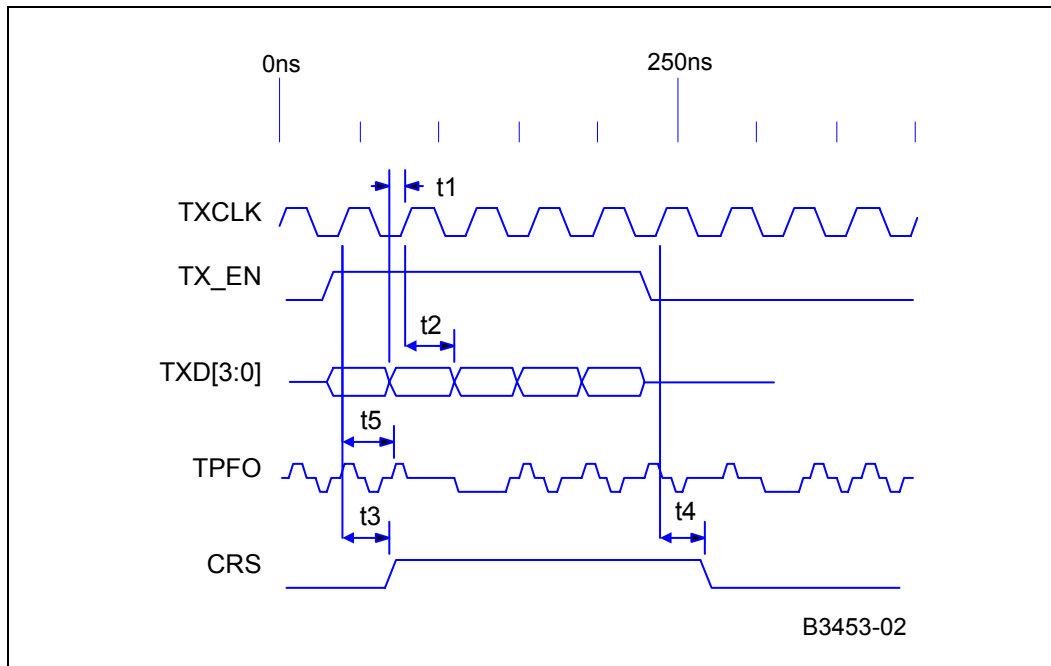 0ns 250ns
t1
TXCLK
TX_EN
t2
TXD[3:0]
t5
TPFO
t3 t4
CRS
B3453-02